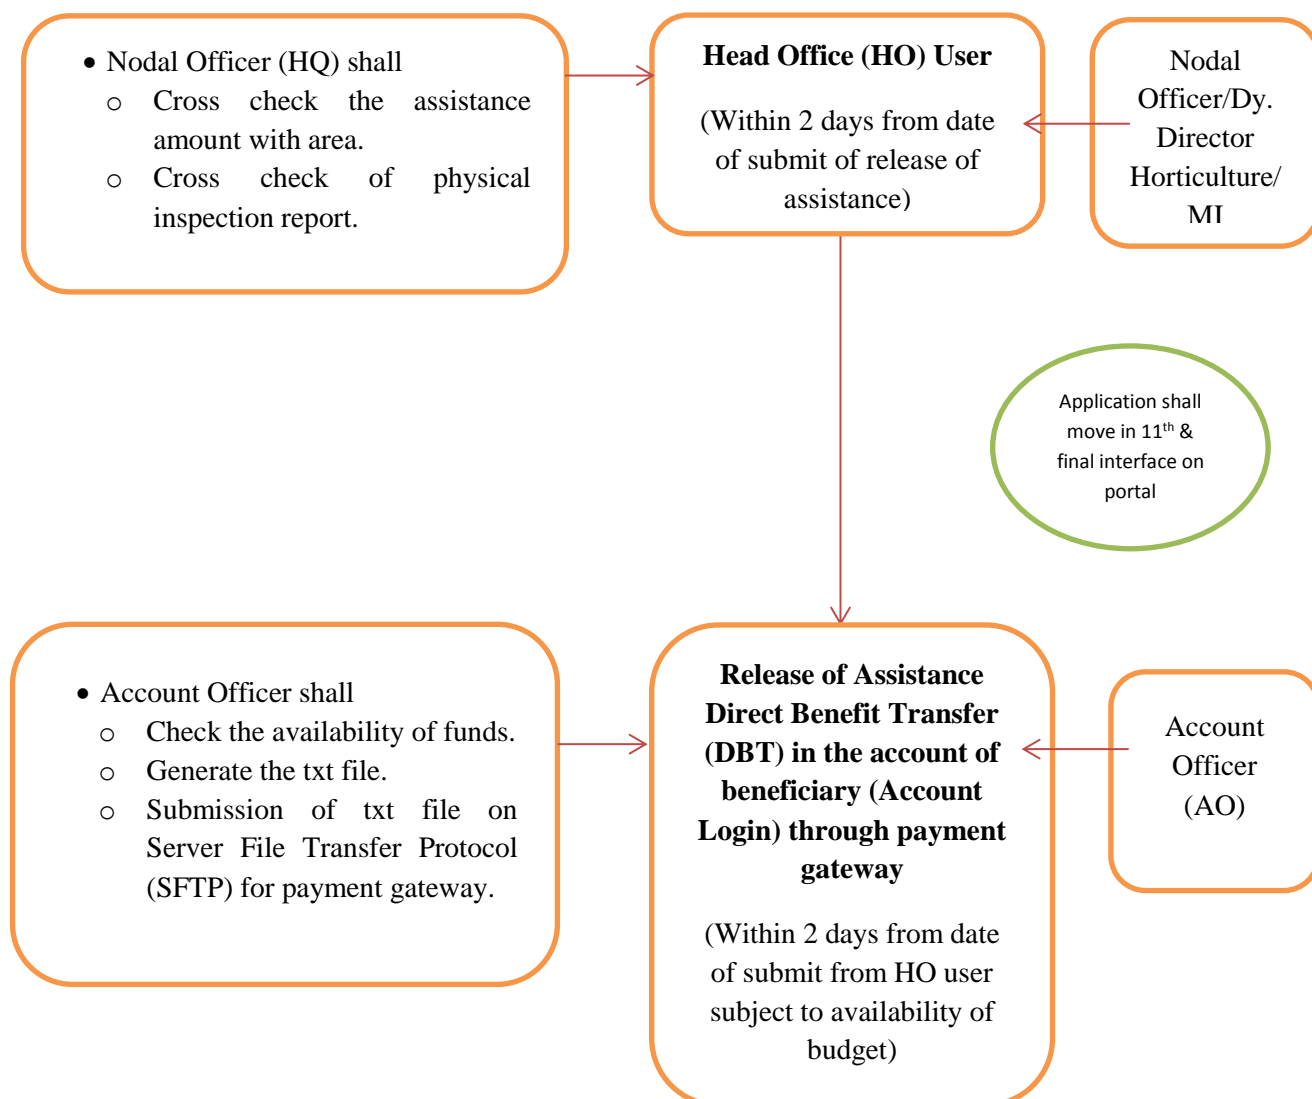 • Nodal Officer (HQ) shall
o Cross check the assistance
amount with area.
o Cross check of physical
inspection report.
Head Office (HO) User
(Within 2 days from date
of submit of release of
assistance)
Nodal
Officer/Dy.
Director
Horticulture/
MI
Application shall
move in 11th &
final interface on
portal
• Account Officer shall
o Check the availability of funds.
o Generate the txt file.
o Submission of txt file on
Server File Transfer Protocol
(SFTP) for payment gateway.
Release of Assistance
Direct Benefit Transfer
(DBT) in the account of
beneficiary (Account
Login) through payment
gateway
(Within 2 days from date
of submit from HO user
subject to availability of
budget)
Account
Officer
(AO)